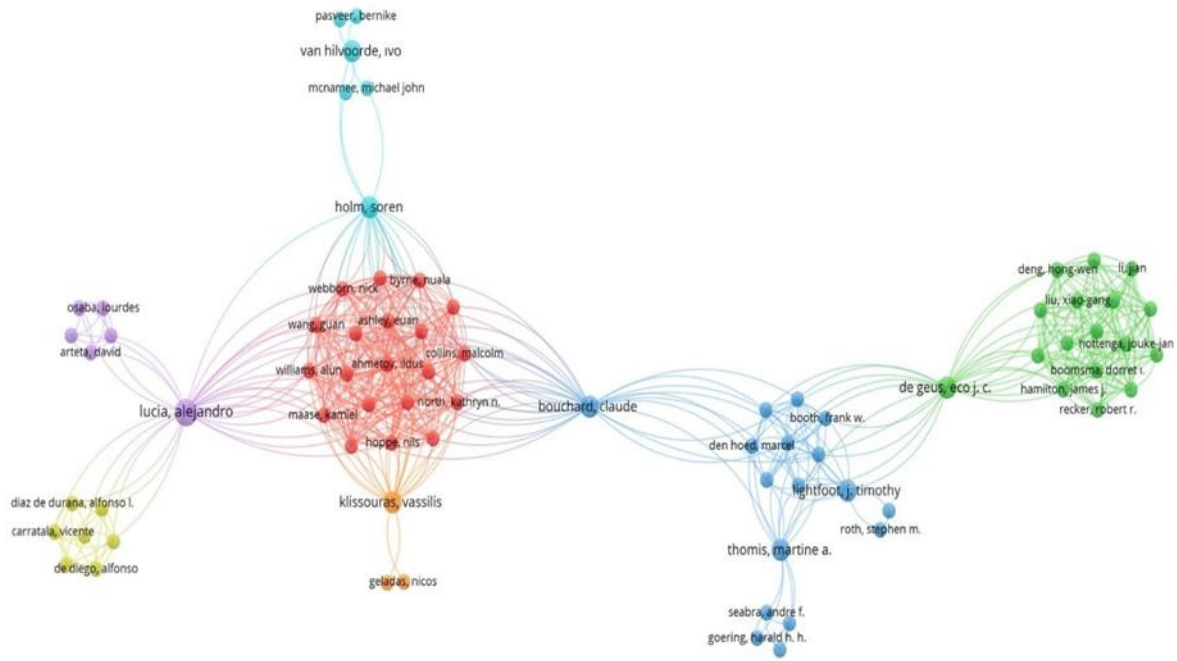 pasveer, bernike
van hilvoorde, ivo
mcnamee, michael john
holm, soren
webborn, nick
byrne, nuala
wang, guan
ashley, euan
collins, malcolm
williams, alun
ahmetov, ildus
maase, kamiel
north, kathryn n.
hoppe, nils
osaba, lourdes
arteta, david
lucia, alejandro
diaz de durana, alfonso l.
carratala, vicente
de diego, alfonso
klissouras, vassilis
geladas, nicos
bouchard, claude
booth, frank w.
den hoed, marcel
lightfoot, j. timothy
roth, stephen m.
thomis, martine a.
seabra, andre f.
goering, harald h. h.
de geus, eco j. c.
deng, hong-wen
li, jian
liu, xiao-gang
hottenga, jouke-jan
boomsma, dorret i.
hamilton, james j.
recker, robert r.